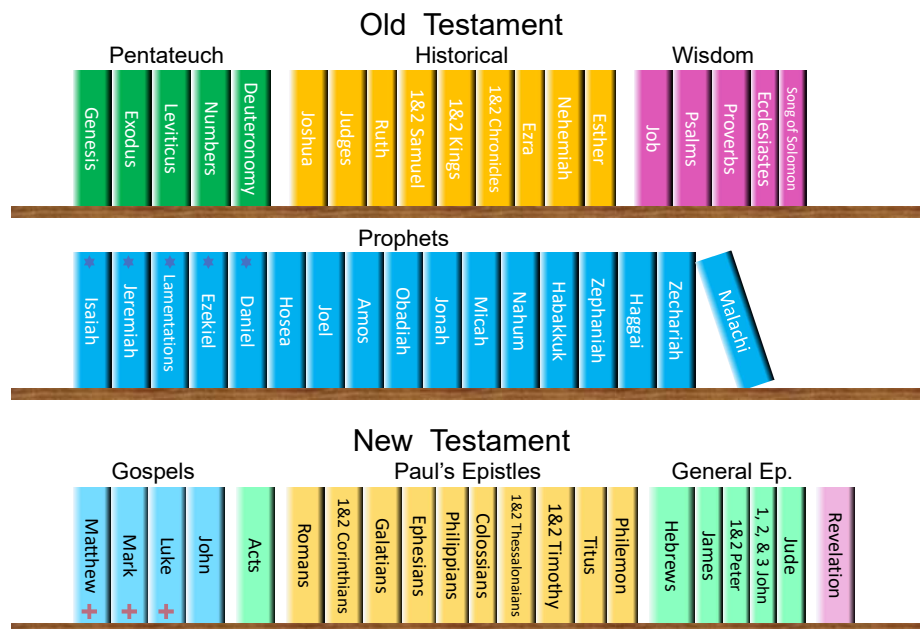 Old Testament
Pentateuch
Historical
Wisdom
Genesis
Exodus
Leviticus
Numbers
Deuteronomy
Joshua
Judges
Ruth
1&2 Samuel
1&2 Kings
1&2 Chronicles
Ezra
Nehemiah
Esther
Job
Psalms
Proverbs
Ecclesiastes
Song of Solomon
Prophets
Isaiah
Jeremiah
Lamentations
Ezekiel
Daniel
Hosea
Joel
Amos
Obadiah
Jonah
Micah
Nahum
Habakkuk
Zephaniah
Haggai
Zechariah
Malachi
New Testament
Gospels
Paul's Epistles
General Ep.
Matthew
Mark
Luke
John
Acts
Romans
1&2 Corinthians
Galatians
Ephesians
Philippians
Colossians
1&2 Thessalonaians
1&2 Timothy
Titus
Philemon
Hebrews
James
1&2 Peter
1, 2, & 3 John
Jude
Revelation